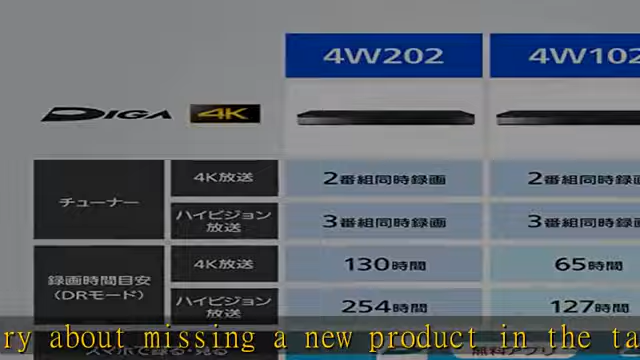 4W202 4W102
DIGA 4K
チューナー 4K放送 2番組同時録画 2番組同時録画
ハイビジョン放送 3番組同時録画 3番組同時録画
録画時間目安(DRモード) 4K放送 130時間 65時間
ハイビジョン放送 254時間 127時間
ry about missing a new product in the ta